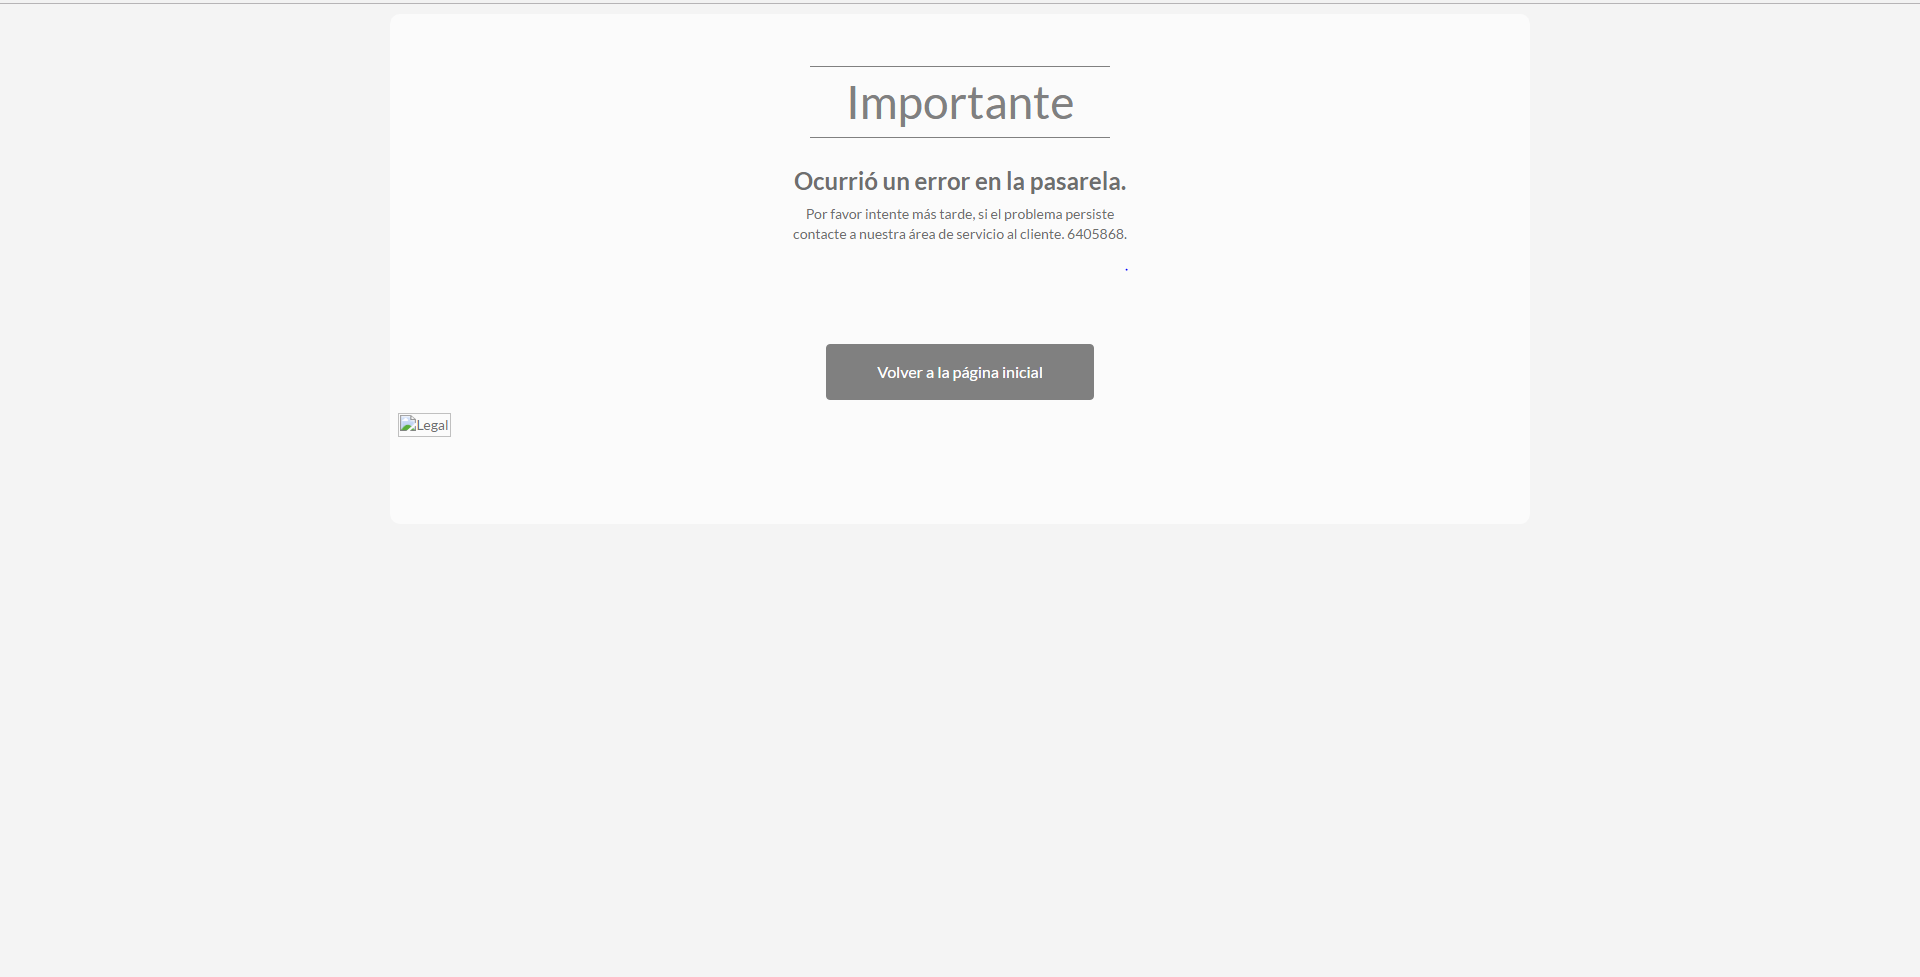 Importante
Ocurrió un error en la pasarela.
Por favor intente más tarde, si el problema persiste
contacte a nuestra área de servicio al cliente. 6405868.
.
Volver a la página inicial
Legal